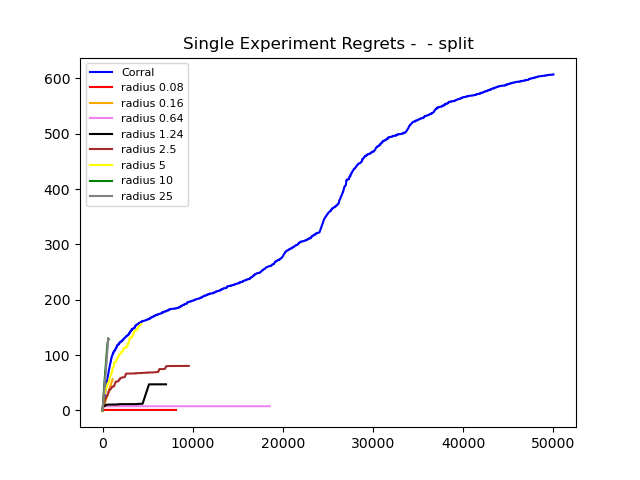 Single Experiment Regrets -  - split
Corral
radius 0.08
radius 0.16
radius 0.64
radius 1.24
radius 2.5
radius 5
radius 10
radius 25
600
500
400
300
200
100
0
0 10000 20000 30000 40000 50000